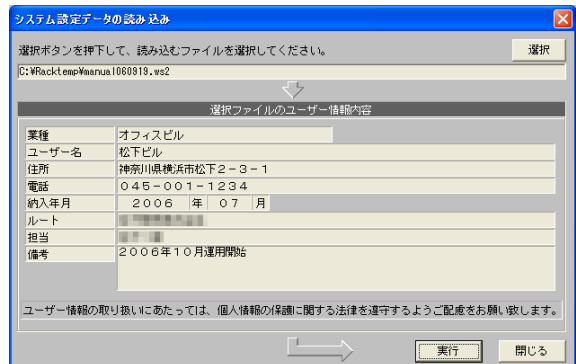 システム設定データの読み込み
選択ボタンを押下して、読み込むファイルを選択してください。 選択
C:¥Racktemp¥manual060919.ws2
選択ファイルのユーザー情報内容
業種 オフィスビル
ユーザー名 松下ビル
住所 神奈川県横浜市松下2-3-1
電話 045-001-1234
納入年月 2006 年 07 月
ルート
担当
備考 2006年10月運用開始
ユーザー情報の取り扱いにあたっては、個人情報の保護に関する法律を遵守するようご配慮をお願い致します。
実行 閉じる